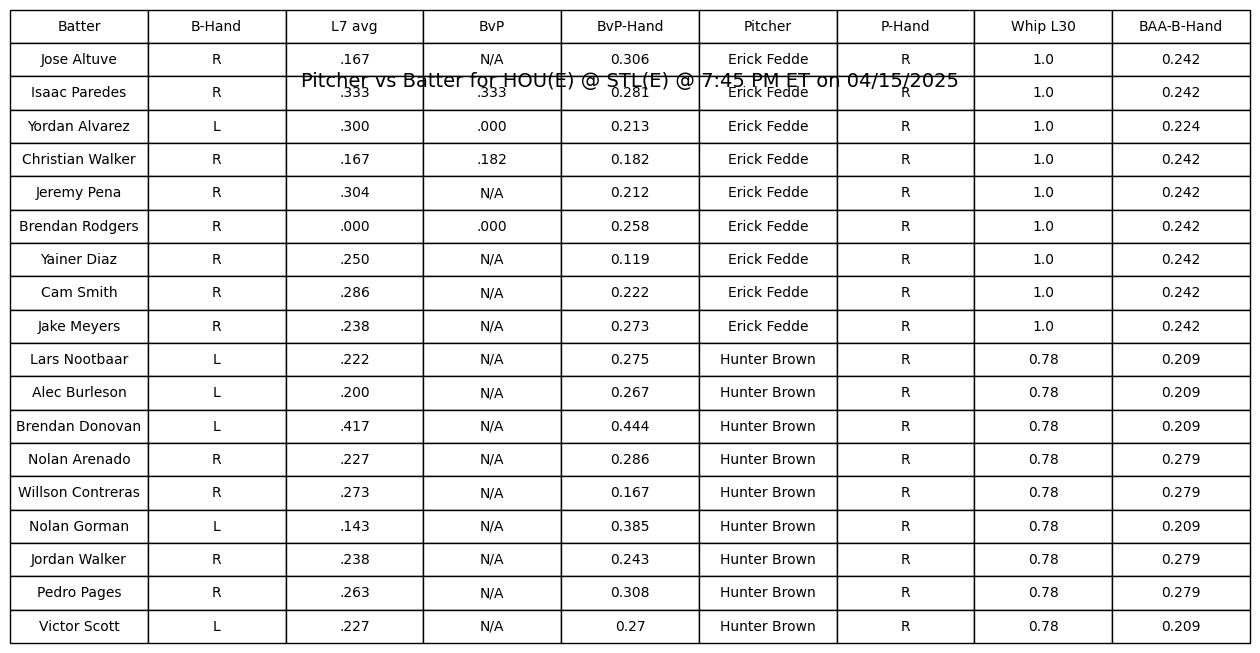 Batter B-Hand L7 avg BvP BvP-Hand Pitcher P-Hand Whip L30 BAA-B-Hand
Jose Altuve R .167 N/A 0.306 Erick Fedde R 1.0 0.242
Pitcher vs Batter for HOU(E) @ STL(E) @ 7:45 PM ET on 04/15/2025
Isaac Paredes R .333 .333 0.281 Erick Fedde R 1.0 0.242
Yordan Alvarez L .300 .000 0.213 Erick Fedde R 1.0 0.224
Christian Walker R .167 .182 0.182 Erick Fedde R 1.0 0.242
Jeremy Pena R .304 N/A 0.212 Erick Fedde R 1.0 0.242
Brendan Rodgers R .000 .000 0.258 Erick Fedde R 1.0 0.242
Yainer Diaz R .250 N/A 0.119 Erick Fedde R 1.0 0.242
Cam Smith R .286 N/A 0.222 Erick Fedde R 1.0 0.242
Jake Meyers R .238 N/A 0.273 Erick Fedde R 1.0 0.242
Lars Nootbaar L .222 N/A 0.275 Hunter Brown R 0.78 0.209
Alec Burleson L .200 N/A 0.267 Hunter Brown R 0.78 0.209
Brendan Donovan L .417 N/A 0.444 Hunter Brown R 0.78 0.209
Nolan Arenado R .227 N/A 0.286 Hunter Brown R 0.78 0.279
Willson Contreras R .273 N/A 0.167 Hunter Brown R 0.78 0.279
Nolan Gorman L .143 N/A 0.385 Hunter Brown R 0.78 0.209
Jordan Walker R .238 N/A 0.243 Hunter Brown R 0.78 0.279
Pedro Pages R .263 N/A 0.308 Hunter Brown R 0.78 0.279
Victor Scott L .227 N/A 0.27 Hunter Brown R 0.78 0.209